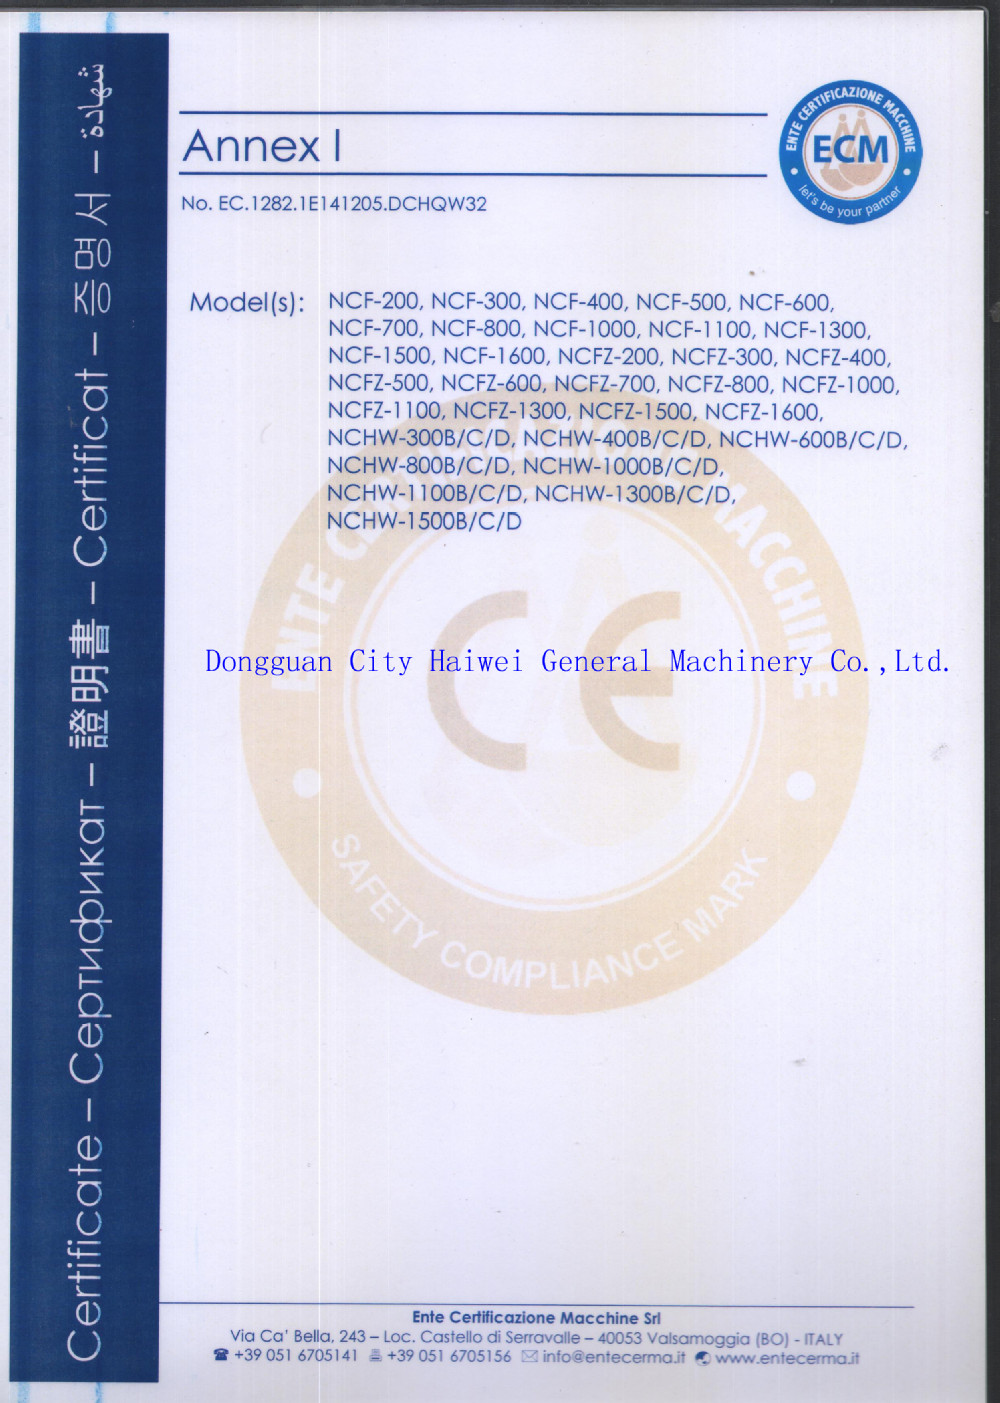 Annex I
No. EC.1282.1E141205.DCHQW32
ENTE CERTIFICAZIONE MACCHINE
ECM
let's be your partner
Model(s): NCF-200, NCF-300, NCF-400, NCF-500, NCF-600,
NCF-700, NCF-800, NCF-1000, NCF-1100, NCF-1300,
NCF-1500, NCF-1600, NCFZ-200, NCFZ-300, NCFZ-400,
NCFZ-500, NCFZ-600, NCFZ-700, NCFZ-800, NCFZ-1000,
NCFZ-1100, NCFZ-1300, NCFZ-1500, NCFZ-1600,
NCHW-300B/C/D, NCHW-400B/C/D, NCHW-600B/C/D,
NCHW-800B/C/D, NCHW-1000B/C/D,
NCHW-1100B/C/D, NCHW-1300B/C/D,
NCHW-1500B/C/D
ENTE CERTIFICAZIONE MACCHINE
CE
SAFETY COMPLIANCE MARK
Dongguan City Haiwei General Machinery Co.,Ltd.
Certificate – Сертификат – 證明書 – Certificat – 증명서 – شهادة
Ente Certificazione Macchine Srl
Via Ca' Bella, 243 – Loc. Castello di Serravalle – 40053 Valsamoggia (BO) - ITALY
☎ +39 051 6705141 +39 051 6705156 ✉ info@entecerma.it www.entecerma.it